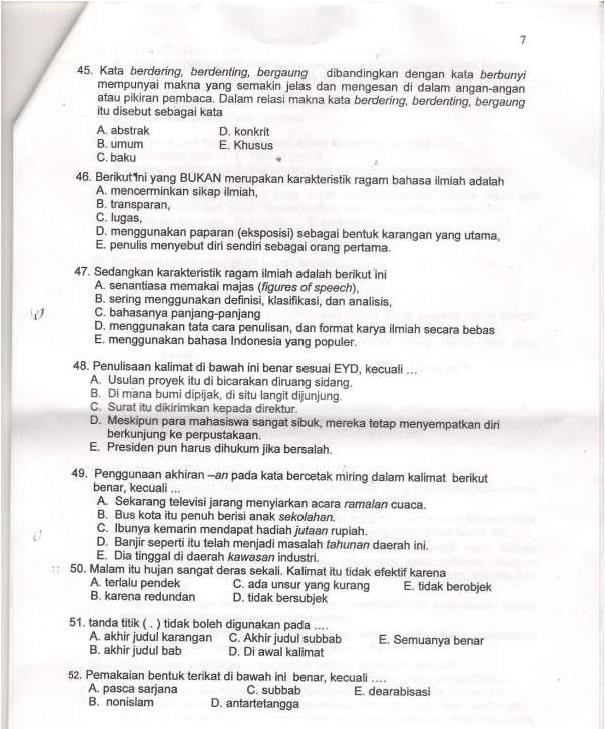 7
45. Kata berdering, berdenting, bergaung dibandingkan dengan kata berbunyi
mempunyai makna yang semakin jelas dan mengesan di dalam angan-angan
atau pikiran pembaca. Dalam relasi makna kata berdering, berdenting, bergaung
itu disebut sebagai kata
A. abstrak D. konkrit
B. umum E. Khusus
C. baku
46. Berikut ini yang BUKAN merupakan karakteristik ragam bahasa ilmiah adalah
A. mencerminkan sikap ilmiah,
B. transparan,
C. lugas,
D. menggunakan paparan (eksposisi) sebagai bentuk karangan yang utama,
E. penulis menyebut diri sendiri sebagai orang pertama.
47. Sedangkan karakteristik ragam ilmiah adalah berikut ini
A. senantiasa memakai majas (figures of speech),
B. sering menggunakan definisi, klasifikasi, dan analisis,
C. bahasanya panjang-panjang
D. menggunakan tata cara penulisan, dan format karya ilmiah secara bebas
E. menggunakan bahasa Indonesia yang populer.
48. Penulisaan kalimat di bawah ini benar sesuai EYD, kecuali ...
A. Usulan proyek itu di bicarakan diruang sidang.
B. Di mana bumi dipijak, di situ langit dijunjung.
C. Surat itu dikirimkan kepada direktur.
D. Meskipun para mahasiswa sangat sibuk, mereka tetap menyempatkan diri
berkunjung ke perpustakaan.
E. Presiden pun harus dihukum jika bersalah.
49. Penggunaan akhiran –an pada kata bercetak miring dalam kalimat berikut
benar, kecuali ...
A. Sekarang televisi jarang menyiarkan acara ramalan cuaca.
B. Bus kota itu penuh berisi anak sekolahan.
C. Ibunya kemarin mendapat hadiah jutaan rupiah.
D. Banjir seperti itu telah menjadi masalah tahunan daerah ini.
E. Dia tinggal di daerah kawasan industri.
50. Malam itu hujan sangat deras sekali. Kalimat itu tidak efektif karena
A. terlalu pendek C. ada unsur yang kurang E. tidak berobjek
B. karena redundan D. tidak bersubjek
51. tanda titik ( . ) tidak boleh digunakan pada ....
A. akhir judul karangan C. Akhir judul subbab E. Semuanya benar
B. akhir judul bab D. Di awal kalimat
52. Pemakaian bentuk terikat di bawah ini benar, kecuali ....
A. pasca sarjana C. subbab E. dearabisasi
B. nonislam D. antartetangga